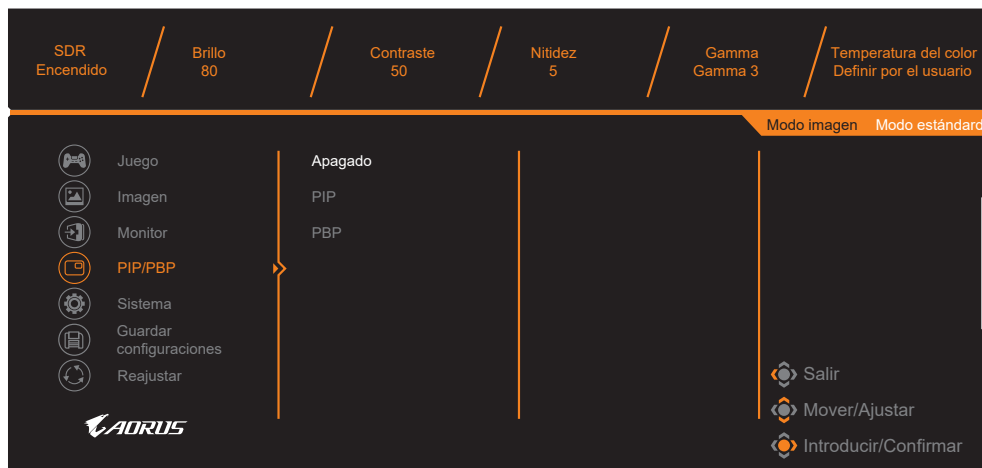 SDR
Encendido
Brillo
80
Contraste
50
Nitidez
5
Gamma
Gamma 3
Temperatura del color
Definir por el usuario
Modo imagen Modo estándard
Juego
Imagen
Monitor
PIP/PBP
Sistema
Guardar
configuraciones
Reajustar
Apagado
PIP
PBP
Salir
Mover/Ajustar
Introducir/Confirmar
AORUS